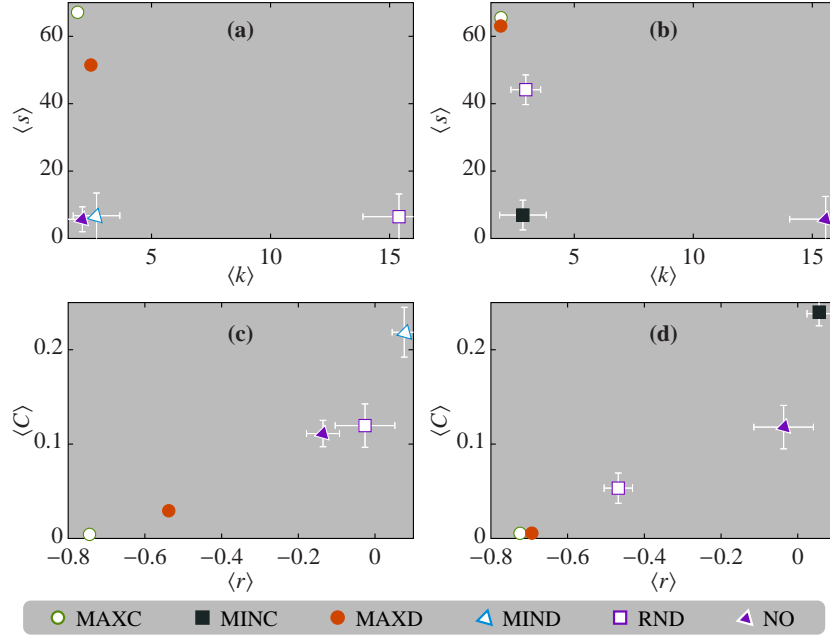 60
40
20
0
⟨s⟩
(a)
5
10
15
⟨k⟩
60
40
20
0
⟨s⟩
(b)
5
10
15
⟨k⟩
0.2
0.1
0
⟨C⟩
(c)
−0.8
−0.6
−0.4
−0.2
0
⟨r⟩
0.2
0.1
0
⟨C⟩
(d)
−0.8
−0.6
−0.4
−0.2
0
⟨r⟩
MAXC MINC MAXD MIND RND NO